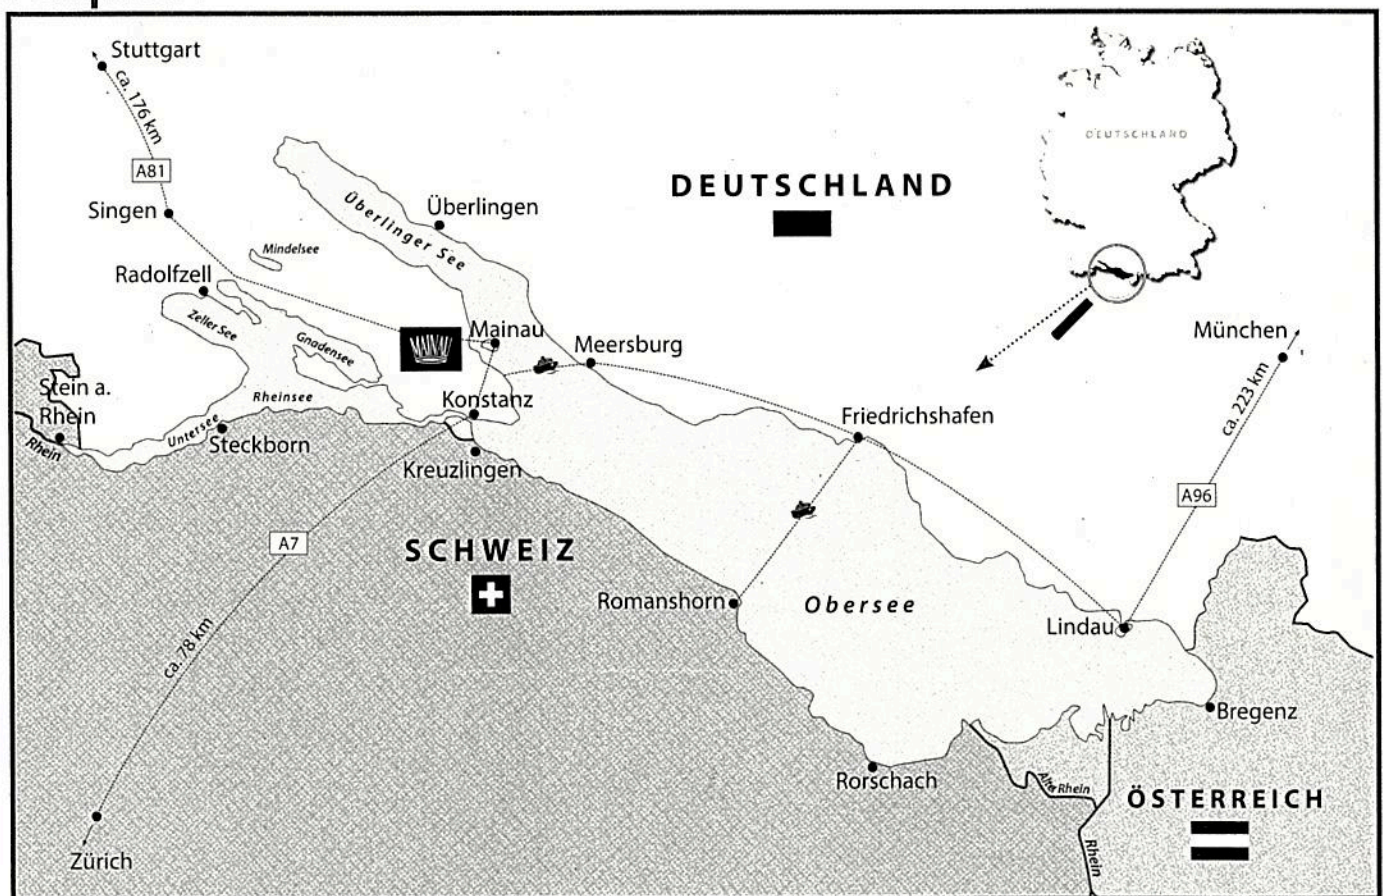 Stuttgart
ca. 176 km
A81
Singen
Überlinger See
Überlingen
Mindelsee
Radolfzell
Zeller See
Gnadensee
MAINAU
Mainau
Meersburg
DEUTSCHLAND
DEUTSCHLAND
München
ca. 223 km
A96
Stein a.
Rhein
Rhein
Untersee
Rheinsee
Steckborn
Konstanz
Kreuzlingen
Friedrichshafen
A7
SCHWEIZ
Romanshorn
Obersee
Lindau
ca. 78 km
Bregenz
Rorschach
Alter Rhein
ÖSTERREICH
Rhein
Zürich